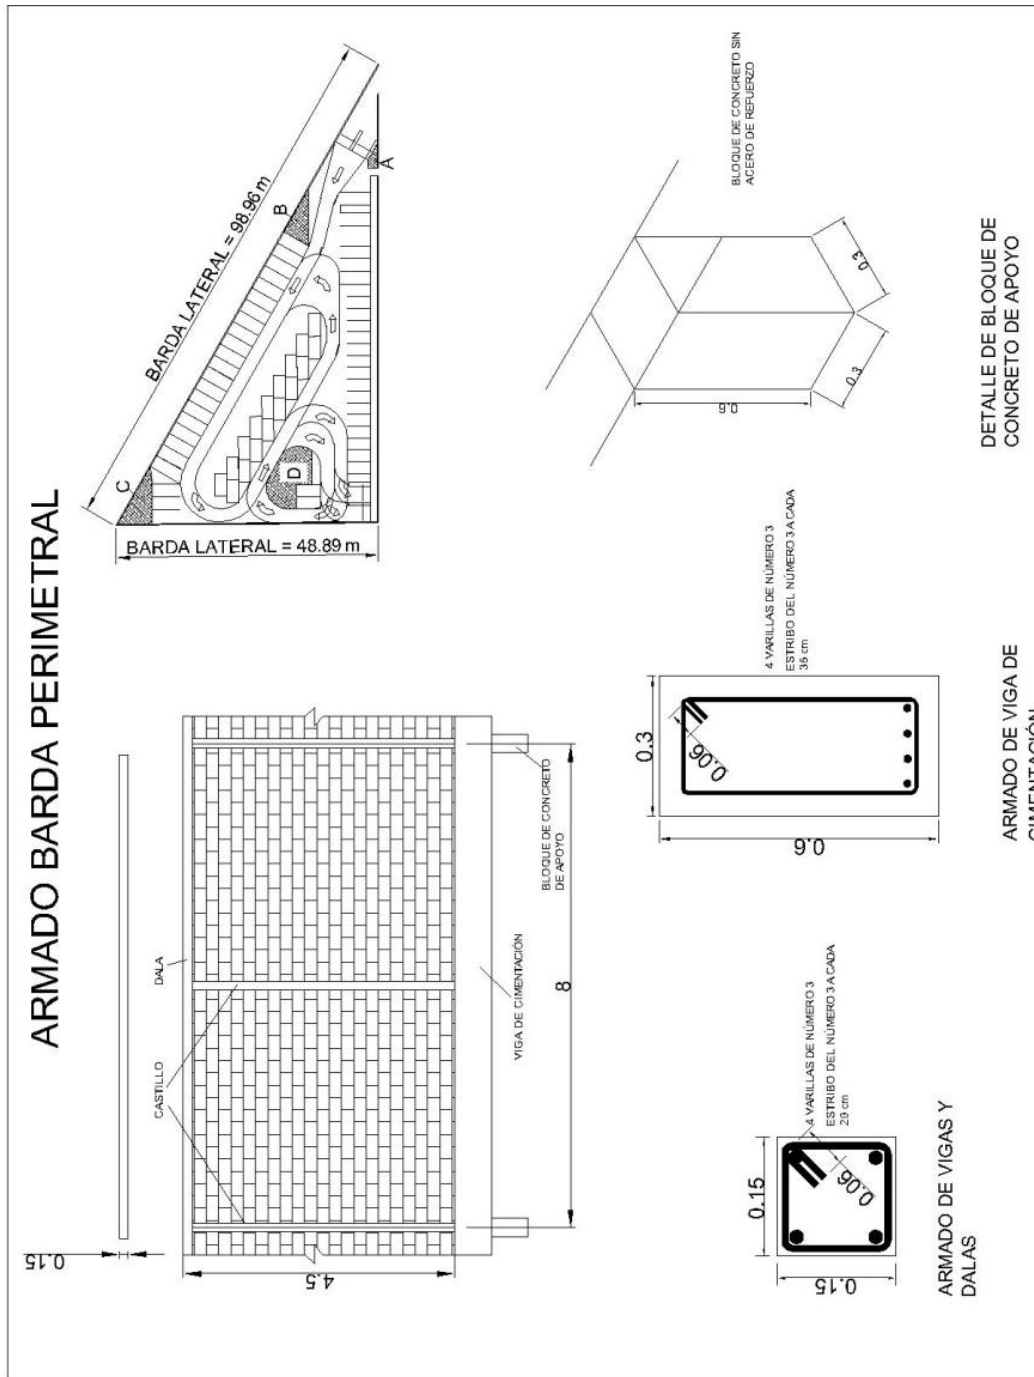 ARMADO BARDA PERIMETRAL
0.15
4.5
CASTILLO
DALA
VIGA DE CIMENTACIÓN
8
BLOQUE DE CONCRETO
DE APOYO
BARDA LATERAL = 48.89 m
BARDA LATERAL = 98.96 m
C
B
A
D
0.15
0.15
0.06
4 VARILLAS DE NÚMERO 3
ESTRIBO DEL NÚMERO 3 A CADA
20 cm
ARMADO DE VIGAS Y
DALAS
0.3
0.6
0.06
4 VARILLAS DE NÚMERO 3
ESTRIBO DEL NÚMERO 3 A CADA
35 cm
ARMADO DE VIGA DE
CIMENTACIÓN
0.6
0.3
0.3
BLOQUE DE CONCRETO SIN
ACERO DE REFUERZO
DETALLE DE BLOQUE DE
CONCRETO DE APOYO